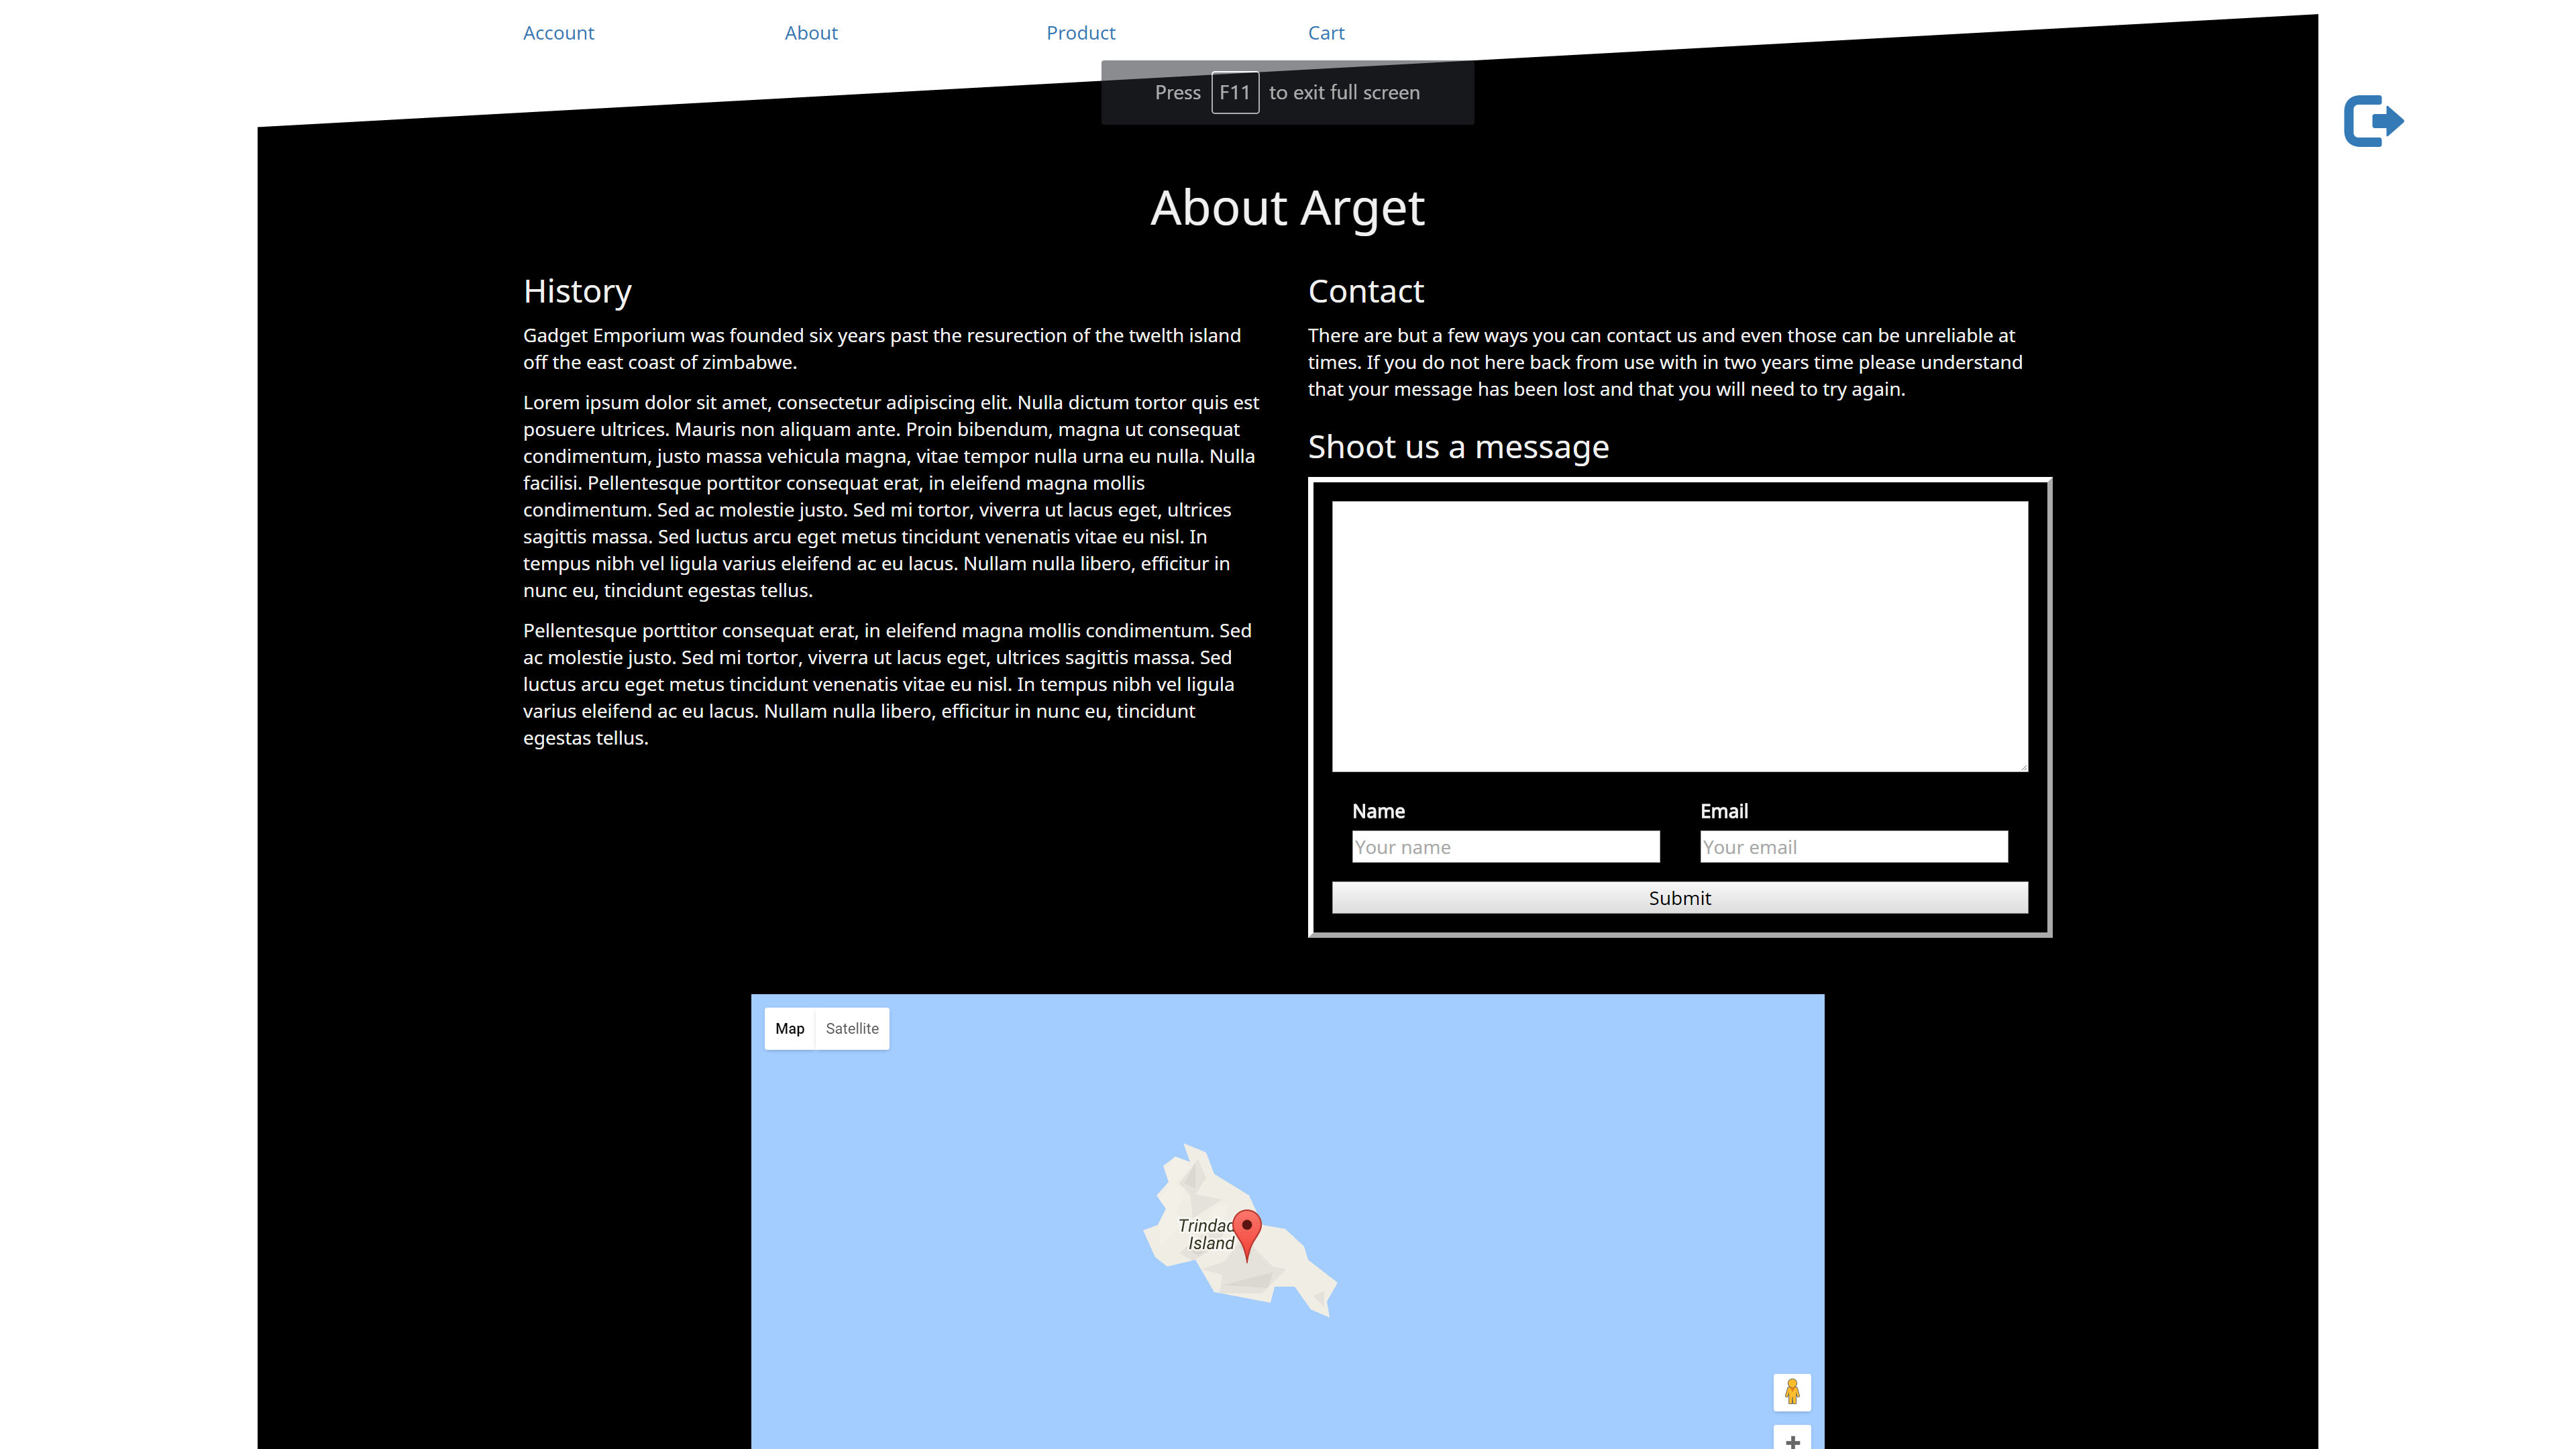 Account About Product Cart
Press F11 to exit full screen
About Arget
History
Gadget Emporium was founded six years past the resurection of the twelth island
off the east coast of zimbabwe.
Lorem ipsum dolor sit amet, consectetur adipiscing elit. Nulla dictum tortor quis est
posuere ultrices. Mauris non aliquam ante. Proin bibendum, magna ut consequat
condimentum, justo massa vehicula magna, vitae tempor nulla urna eu nulla. Nulla
facilisi. Pellentesque porttitor consequat erat, in eleifend magna mollis
condimentum. Sed ac molestie justo. Sed mi tortor, viverra ut lacus eget, ultrices
sagittis massa. Sed luctus arcu eget metus tincidunt venenatis vitae eu nisl. In
tempus nibh vel ligula varius eleifend ac eu lacus. Nullam nulla libero, efficitur in
nunc eu, tincidunt egestas tellus.
Pellentesque porttitor consequat erat, in eleifend magna mollis condimentum. Sed
ac molestie justo. Sed mi tortor, viverra ut lacus eget, ultrices sagittis massa. Sed
luctus arcu eget metus tincidunt venenatis vitae eu nisl. In tempus nibh vel ligula
varius eleifend ac eu lacus. Nullam nulla libero, efficitur in nunc eu, tincidunt
egestas tellus.
Contact
There are but a few ways you can contact us and even those can be unreliable at
times. If you do not here back from use with in two years time please understand
that your message has been lost and that you will need to try again.
Shoot us a message
Name Email
Your name Your email
Submit
Map Satellite
Trindad
Island